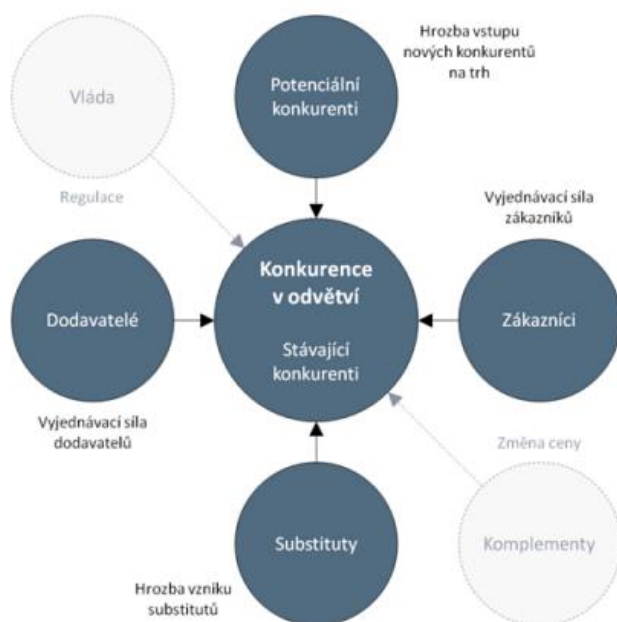 Hrozba vstupu
nových konkurentů
na trh
Vláda
Potenciální
konkurenti
Regulace
Vyjednávací síla
zákazníků
Konkurence
v odvětví
Dodavatelé
Zákazníci
Stávající
konkurenti
Vyjednávací síla
dodavatelů
Změna ceny
Substituty
Komplementy
Hrozba vzniku
substitutů